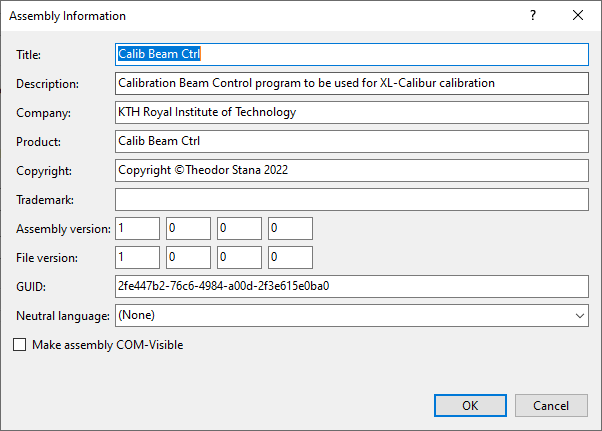 Assembly Information
?
Title: Calib Beam Ctrl
Description: Calibration Beam Control program to be used for XL-Calibur calibration
Company: KTH Royal Institute of Technology
Product: Calib Beam Ctrl
Copyright: Copyright ©Theodor Stana 2022
Trademark:
Assembly version: 1 0 0 0
File version: 1 0 0 0
GUID: 2fe447b2-76c6-4984-a00d-2f3e615e0ba0
Neutral language: (None)
Make assembly COM-Visible
OK Cancel